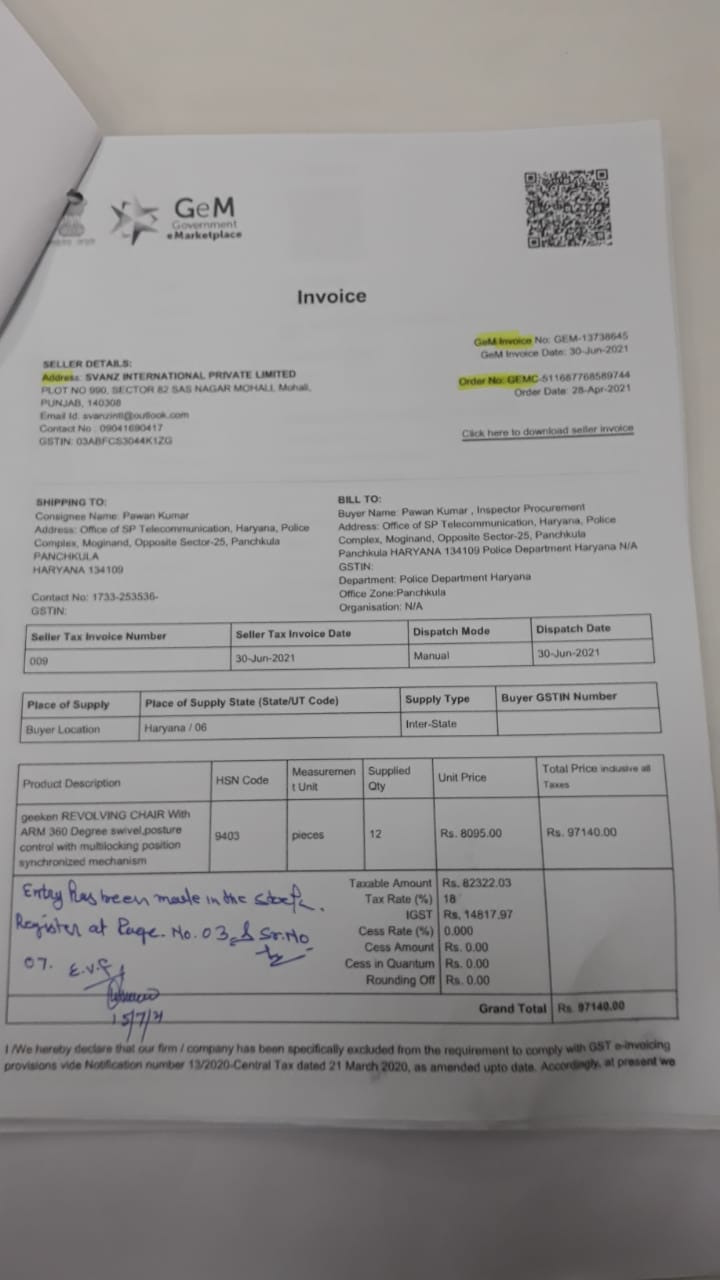 GeM
Government
eMarketplace
Invoice
GeM Invoice No: GEM-13738645
GeM Invoice Date: 30-Jun-2021
Order No: GEMC-511687768589744
Order Date: 28-Apr-2021
Click here to download seller invoice
SELLER DETAILS:
Address: SVANZ INTERNATIONAL PRIVATE LIMITED
PLOT NO 990, SECTOR 82 SAS NAGAR MOHALI, Mohali,
PUNJAB, 140308
Email Id. svanzintl@outlook.com
Contact No : 09041690417
GSTIN: 03ABFCS3044K1ZG
SHIPPING TO:
Consignee Name: Pawan Kumar
Address: Office of SP Telecommunication, Haryana, Police
Complex, Moginand, Opposite Sector-25, Panchkula
PANCHKULA
HARYANA 134109
Contact No: 1733-253536-
GSTIN:
BILL TO:
Buyer Name: Pawan Kumar , Inspector Procurement
Address: Office of SP Telecommunication, Haryana, Police
Complex, Moginand, Opposite Sector-25, Panchkula
Panchkula HARYANA 134109 Police Department Haryana N/A
GSTIN:
Department: Police Department Haryana
Office Zone:Panchkula
Organisation: N/A
Seller Tax Invoice Number Seller Tax Invoice Date Dispatch Mode Dispatch Date
009 30-Jun-2021 Manual 30-Jun-2021
Place of Supply Place of Supply State (State/UT Code) Supply Type Buyer GSTIN Number
Buyer Location Haryana / 06 Inter-State
Product Description HSN Code Measuremen t Unit Supplied Qty Unit Price Total Price inclusive all Taxes
geeken REVOLVING CHAIR With
ARM 360 Degree swivel,posture
control with multilocking position
synchronized mechanism
9403 pieces 12 Rs. 8095.00 Rs. 97140.00
Taxable Amount Rs. 82322.03
Tax Rate (%) 18
IGST Rs. 14817.97
Cess Rate (%) 0.000
Cess Amount Rs. 0.00
Cess in Quantum Rs. 0.00
Rounding Off Rs. 0.00
Grand Total Rs. 97140.00
Entry has been made in the stock
Register at Page. No. 03 & Sr.No
07.
15/7/21
I /We hereby declare that our firm / company has been specifically excluded from the requirement to comply with GST e-invoicing
provisions vide Notification number 13/2020-Central Tax dated 21 March 2020, as amended upto date. Accordingly, at present we